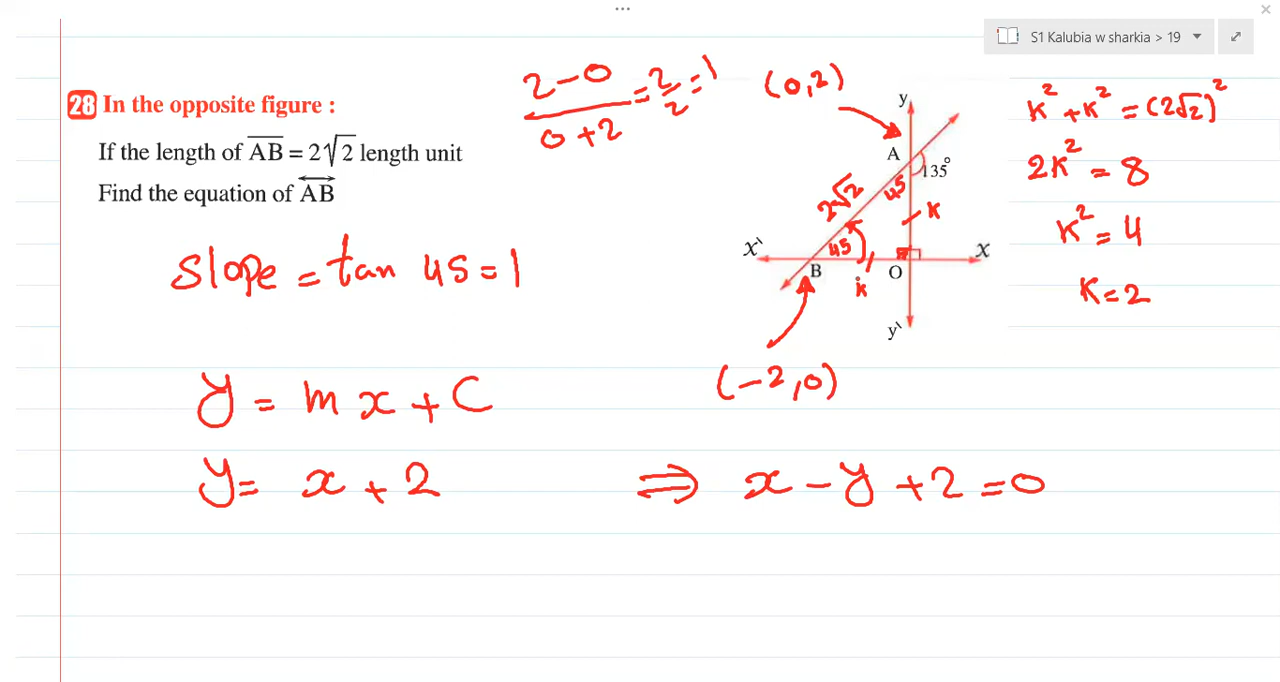 S1 Kalubia w sharkia > 19
28 In the opposite figure :
If the length of AB = 2√2 length unit
Find the equation of AB
2-0/0+2 = 2/2 = 1
(0,2)
y
A
135°
45
2√2
K
x'
45
B
K
O
x
y'
(-2,0)
K² + K² = (2√2)²
2K² = 8
K² = 4
K = 2
Slope = tan 45 = 1
y = mx + C
y = x + 2 ⇒ x - y + 2 = 0